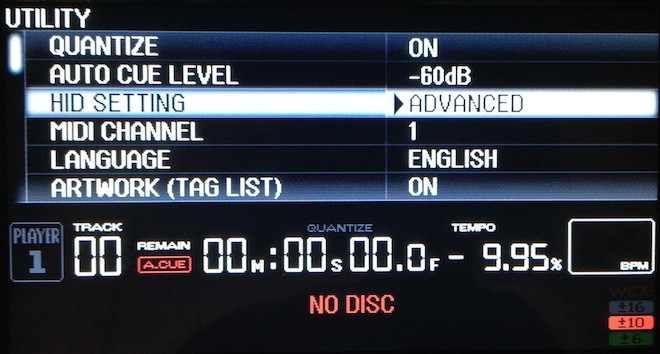 UTILITY
QUANTIZE ON
AUTO CUE LEVEL -60dB
HID SETTING ADVANCED
MIDI CHANNEL 1
LANGUAGE ENGLISH
ARTWORK (TAG LIST) ON
PLAYER 1
TRACK 00
REMAIN A.CUE
QUANTIZE
00M:00S00.0F
TEMPO
- 9.95%
BPM
NO DISC
WIDE
±16
±10
±6